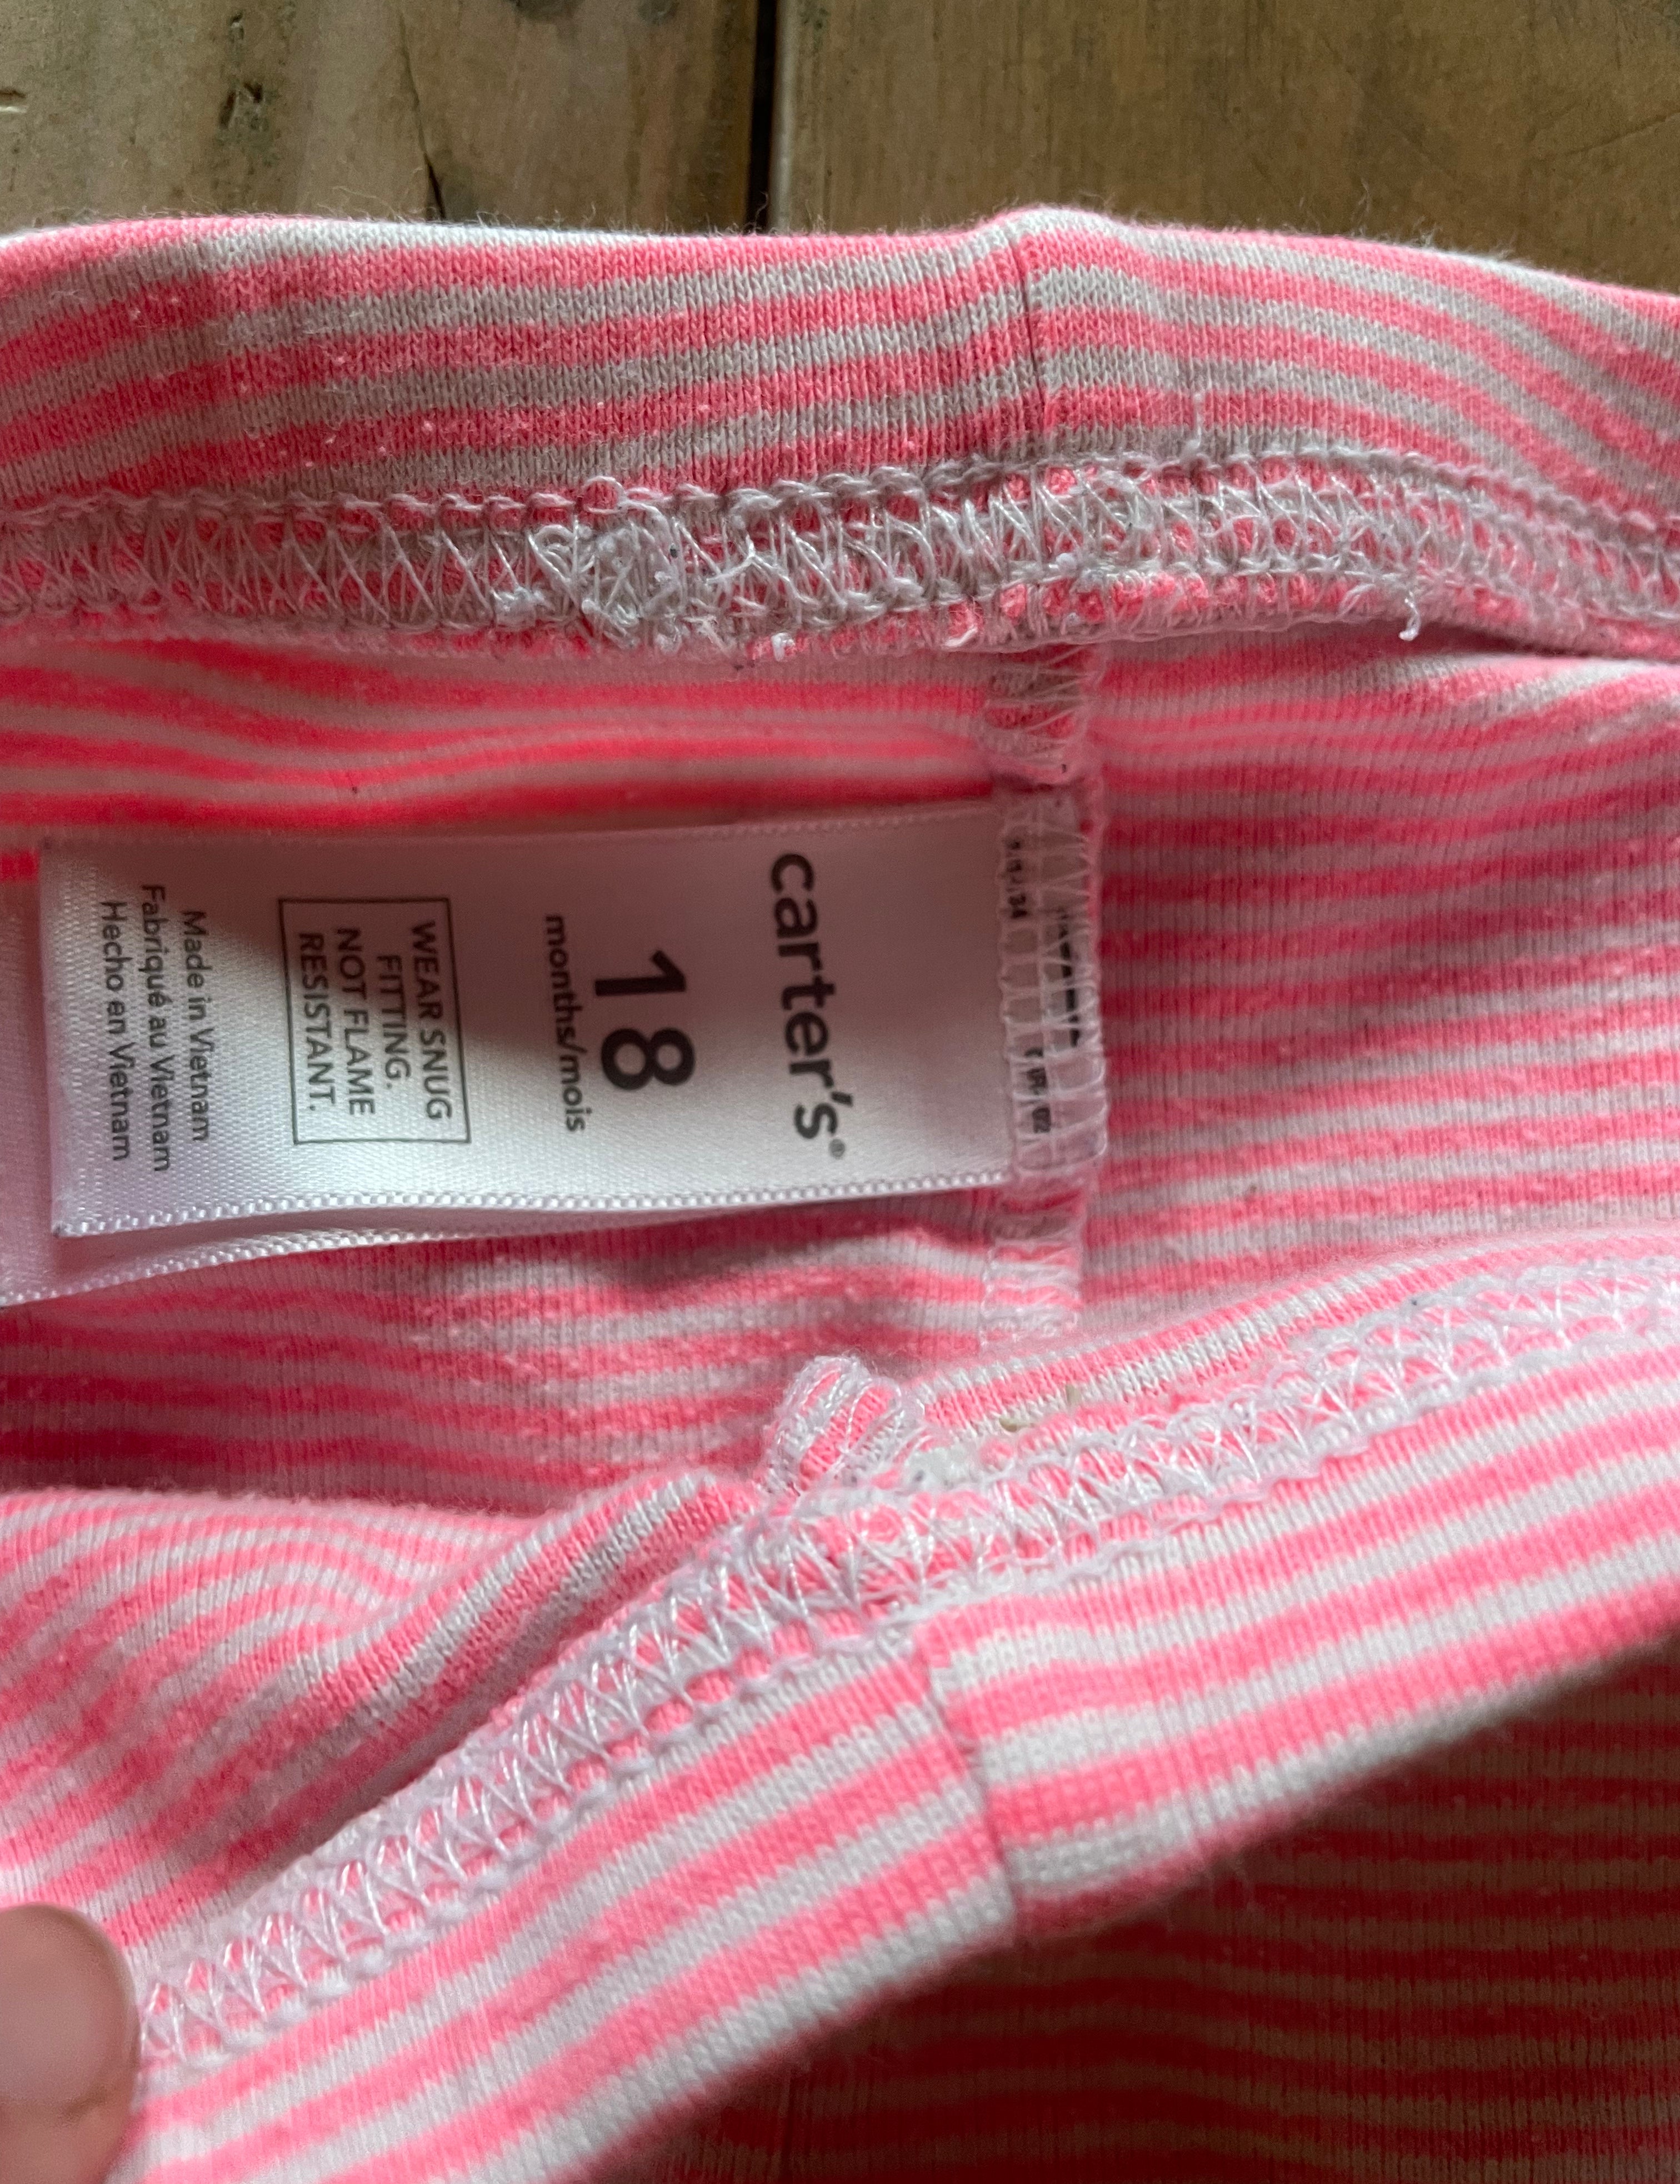 carter's®
18
months/mois
WEAR SNUG
FITTING.
NOT FLAME
RESISTANT.
Made in Vietnam
Fabriqué au Vietnam
Hecho en Vietnam